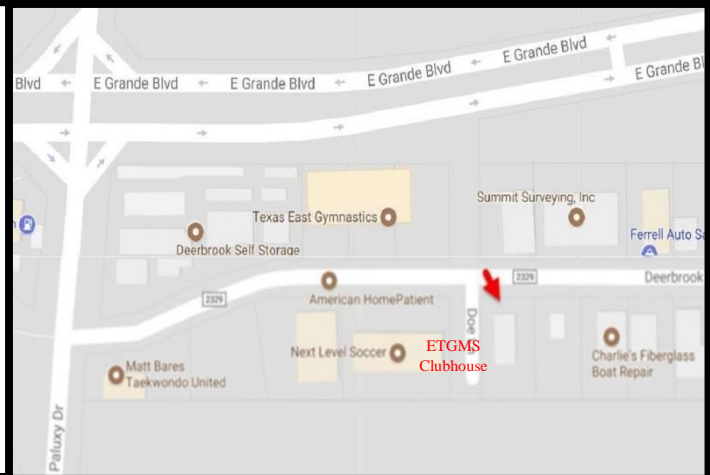 E Grande Blvd
E Grande Bl
Blvd
E Grande Blvd
E Grande Blvd
E Grande Blvd
Texas East Gymnastics
Summit Surveying, Inc
Deerbrook Self Storage
Ferrell Auto Sa
2329
Deerbrook
2329
American HomePatient
Doe
Next Level Soccer
ETGMS
Clubhouse
Charlie's Fiberglass
Boat Repair
Matt Bares
Taekwondo United
Paluxy Dr